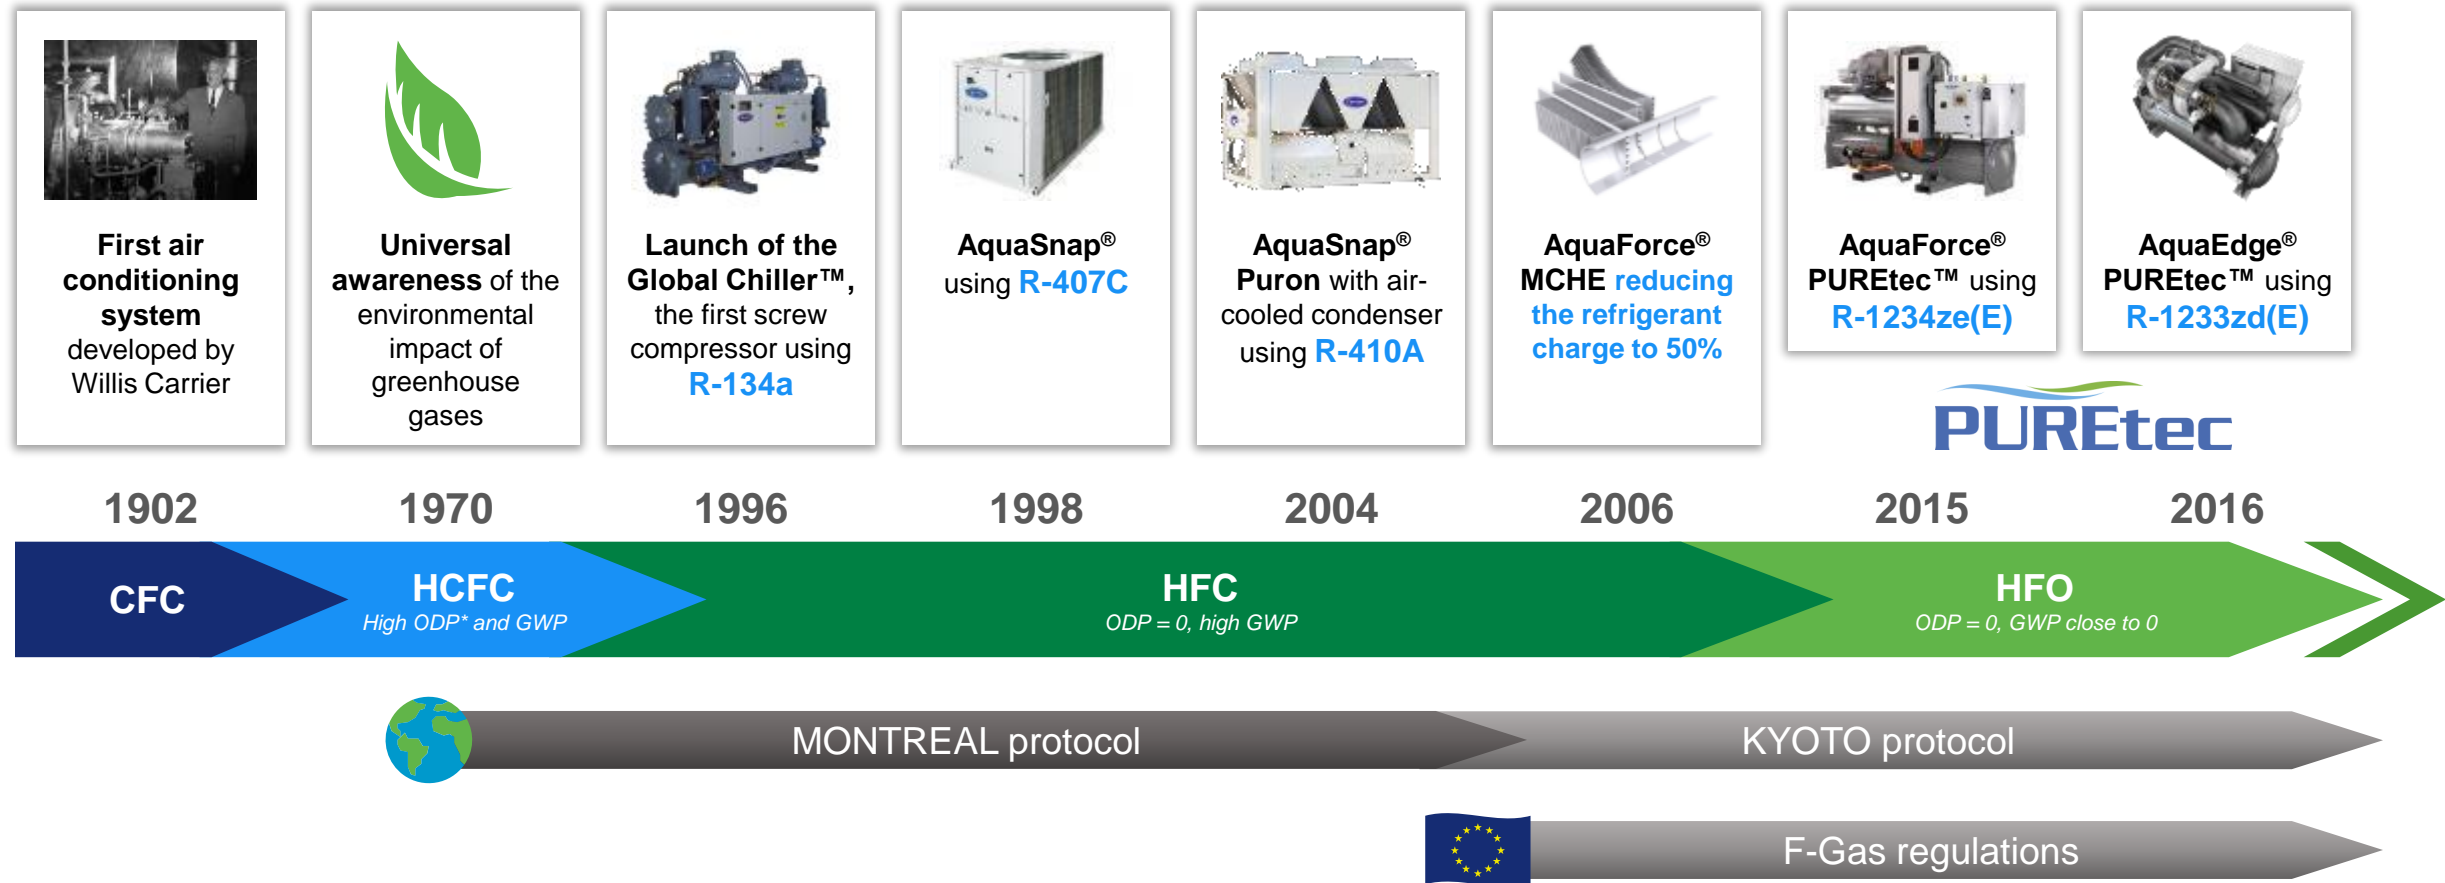 First air
conditioning
system
developed by
Willis Carrier
Universal
awareness of the
environmental
impact of
greenhouse
gases
Launch of the
Global Chiller™,
the first screw
compressor using
R-134a
AquaSnap®
using R-407C
AquaSnap®
Puron with air-
cooled condenser
using R-410A
AquaForce®
MCHE reducing
the refrigerant
charge to 50%
AquaForce®
PUREtec™ using
R-1234ze(E)
AquaEdge®
PUREtec™ using
R-1233zd(E)
PUREtec
1902
1970
1996
1998
2004
2006
2015
2016
CFC
HCFC
High ODP* and GWP
HFC
ODP = 0, high GWP
HFO
ODP = 0, GWP close to 0
MONTREAL protocol
KYOTO protocol
F-Gas regulations